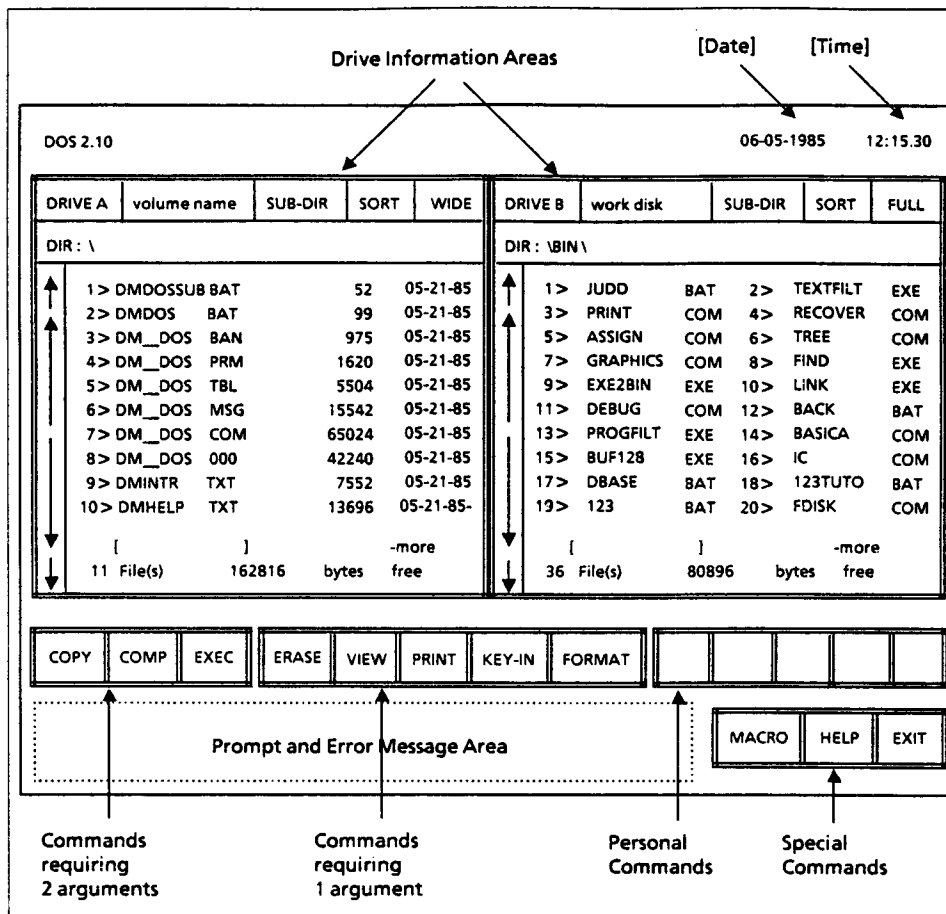 Drive Information Areas [Date] [Time]
DOS 2.10 06-05-1985 12:15.30
DRIVE A volume name SUB-DIR SORT WIDE DRIVE B work disk SUB-DIR SORT FULL
DIR : \ DIR : \BIN\
1> DMDOSSUB BAT 52 05-21-85 1> JUDD BAT 2> TEXTFILT EXE
2> DMDOS BAT 99 05-21-85 3> PRINT COM 4> RECOVER COM
3> DM__DOS BAN 975 05-21-85 5> ASSIGN COM 6> TREE COM
4> DM__DOS PRM 1620 05-21-85 7> GRAPHICS COM 8> FIND EXE
5> DM__DOS TBL 5504 05-21-85 9> EXE2BIN EXE 10> LINK EXE
6> DM__DOS MSG 15542 05-21-85 11> DEBUG COM 12> BACK BAT
7> DM__DOS COM 65024 05-21-85 13> PROGFILT EXE 14> BASICA COM
8> DM__DOS 000 42240 05-21-85 15> BUF128 EXE 16> IC COM
9> DMINTR TXT 7552 05-21-85 17> DBASE BAT 18> 123TUTO BAT
10> DMHELP TXT 13696 05-21-85- 19> 123 BAT 20> FDISK COM
[ ] -more [ ] -more
11 File(s) 162816 bytes free 36 File(s) 80896 bytes free
COPY COMP EXEC ERASE VIEW PRINT KEY-IN FORMAT
Prompt and Error Message Area MACRO HELP EXIT
Commands requiring 2 arguments
Commands requiring 1 argument
Personal Commands
Special Commands